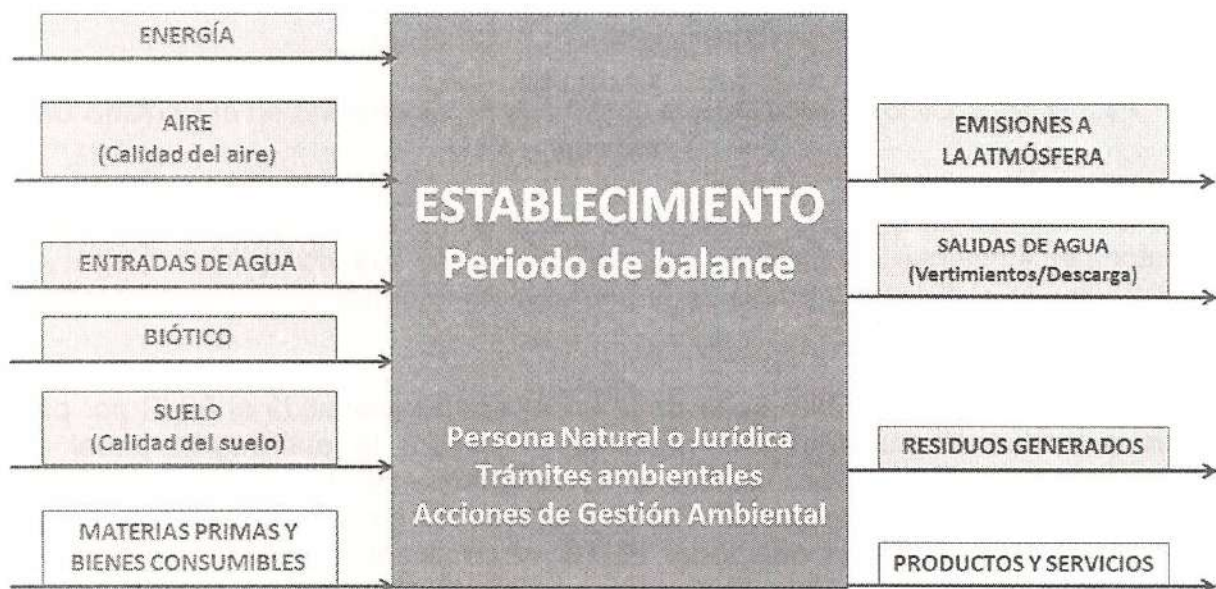 ENERGÍA
AIRE
(Calidad del aire)
ENTRADAS DE AGUA
BIÓTICO
SUELO
(Calidad del suelo)
MATERIAS PRIMAS Y
BIENES CONSUMIBLES
ESTABLECIMIENTO
Periodo de balance
Persona Natural o Jurídica
Trámites ambientales
Acciones de Gestión Ambiental
EMISIONES A
LA ATMÓSFERA
SALIDAS DE AGUA
(Vertimientos/Descarga)
RESIDUOS GENERADOS
PRODUCTOS Y SERVICIOS